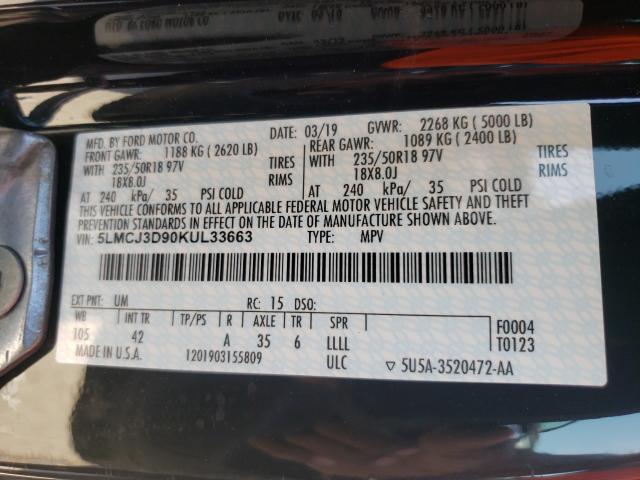 MFD. BY FORD MOTOR CO.
DATE: 03/19 GVWR: 2268 KG ( 5000 LB)
FRONT GAWR: 1188 KG ( 2620 LB) REAR GAWR: 1089 KG ( 2400 LB)
WITH 235/50R18 97V TIRES WITH 235/50R18 97V TIRES
18X8.0J RIMS 18X8.0J RIMS
AT 240 kPa/ 35 PSI COLD AT 240 kPa/ 35 PSI COLD
THIS VEHICLE CONFORMS TO ALL APPLICABLE FEDERAL MOTOR VEHICLE SAFETY AND THEFT
PREVENTION STANDARDS IN EFFECT ON THE DATE OF MANUFACTURE SHOWN ABOVE.
VIN: 5LMCJ3D90KUL33663 TYPE: MPV
EXT PNT: UM RC: 15 DSO:
WB INT TR TP/PS R AXLE TR SPR F0004
105 42 A 35 6 LLLL T0123
MADE IN U.S.A. 1201903155809 ULC ▽ 5U5A-3520472-AA